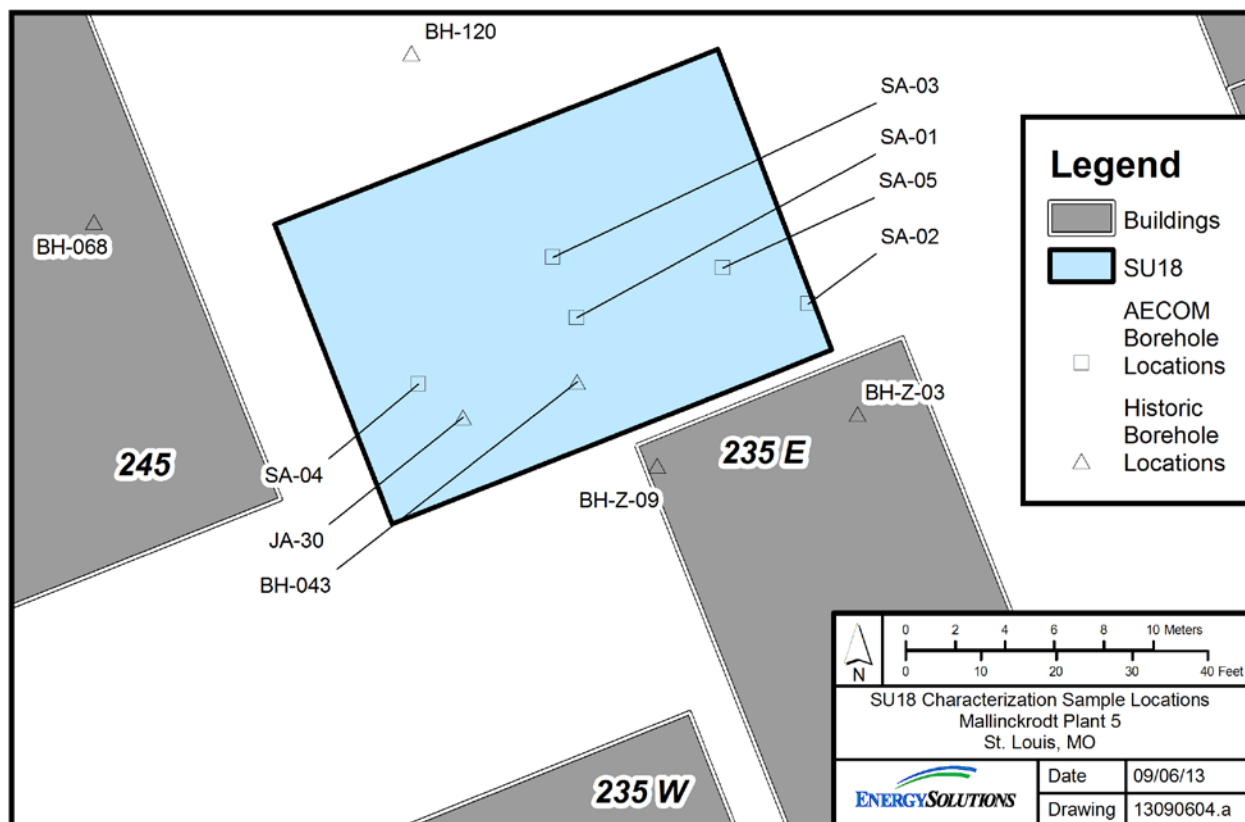 BH-120
SA-03
SA-01
SA-05
SA-02
BH-068
245
SA-04
JA-30
BH-043
BH-Z-03
235 E
BH-Z-09
235 W
Legend
Buildings
SU18
AECOM
Borehole
Locations
Historic
Borehole
Locations
N
0 2 4 6 8 10 Meters
0 10 20 30 40 Feet
SU18 Characterization Sample Locations
Mallinckrodt Plant 5
St. Louis, MO
ENERGYSOLUTIONS
Date 09/06/13
Drawing 13090604.a